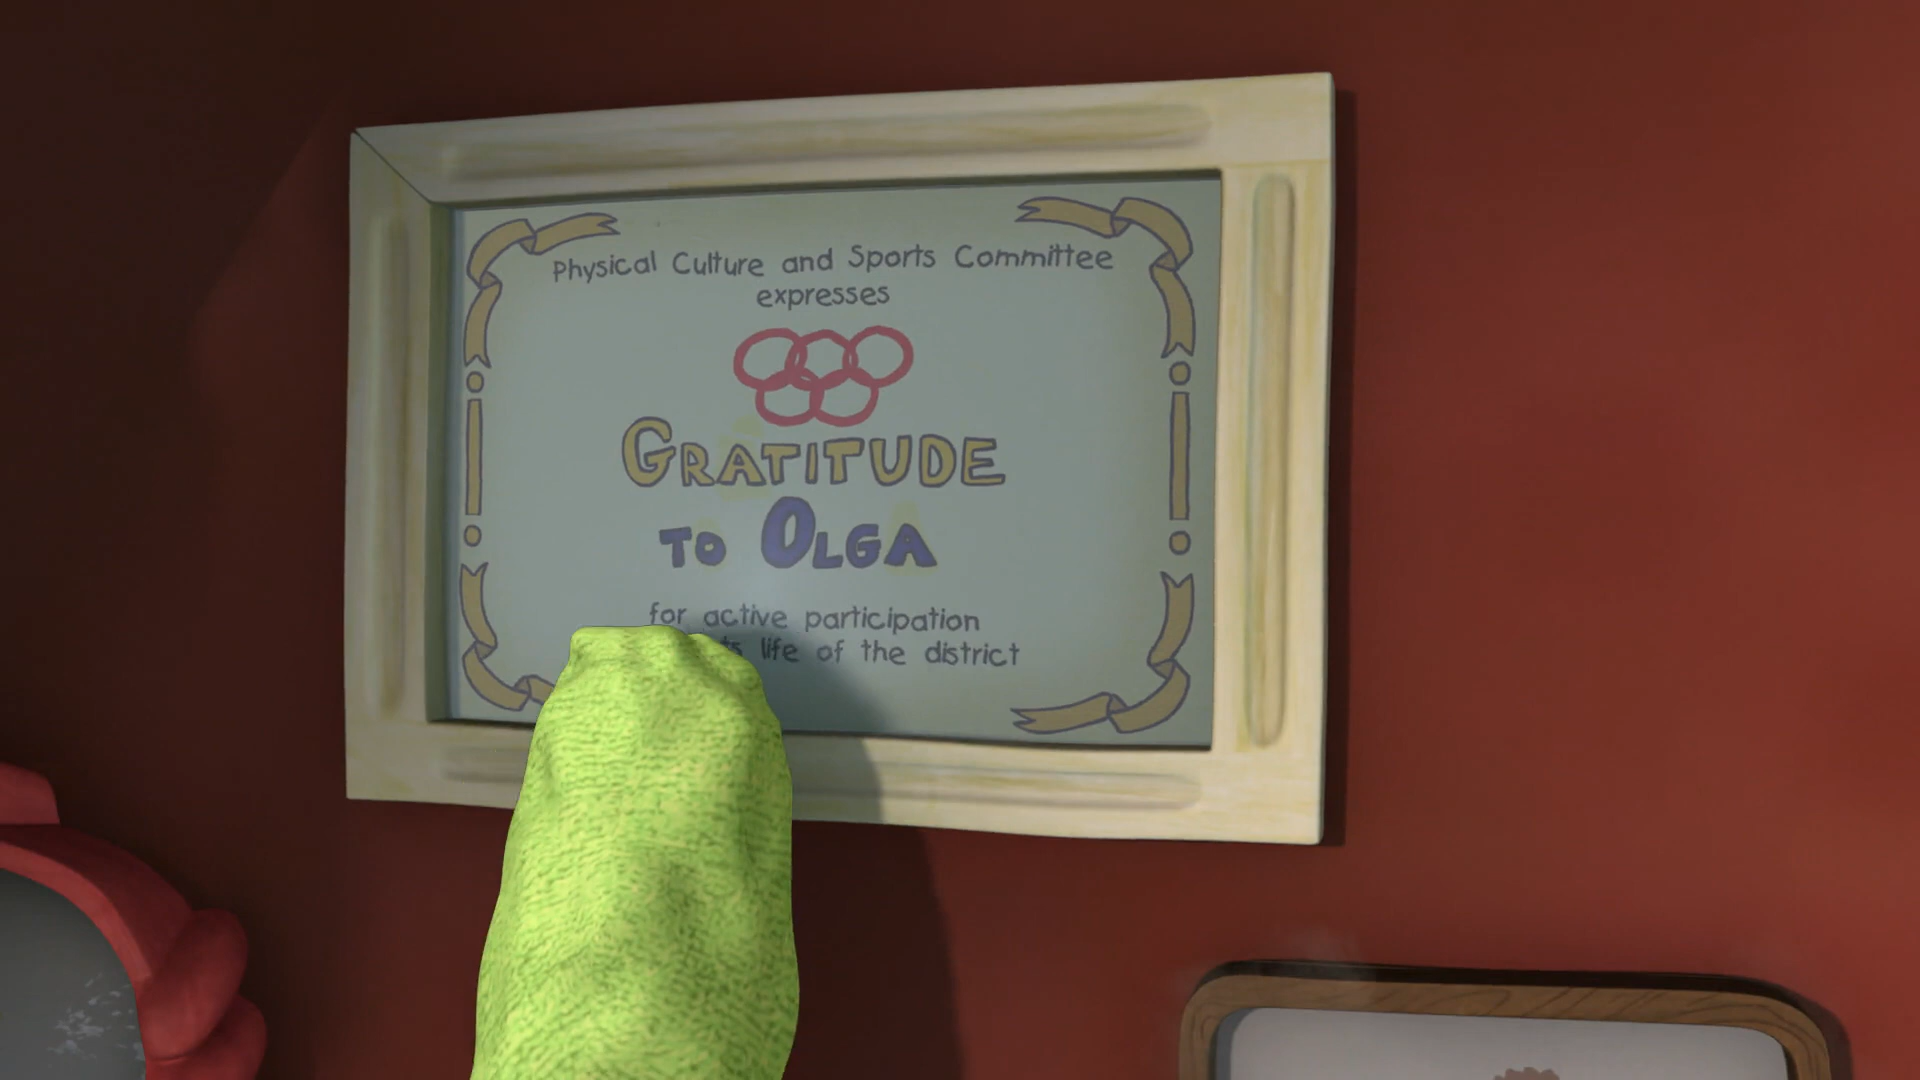 Physical Culture and Sports Committee
expresses
GRATITUDE
TO OLGA
for active participation
life of the district